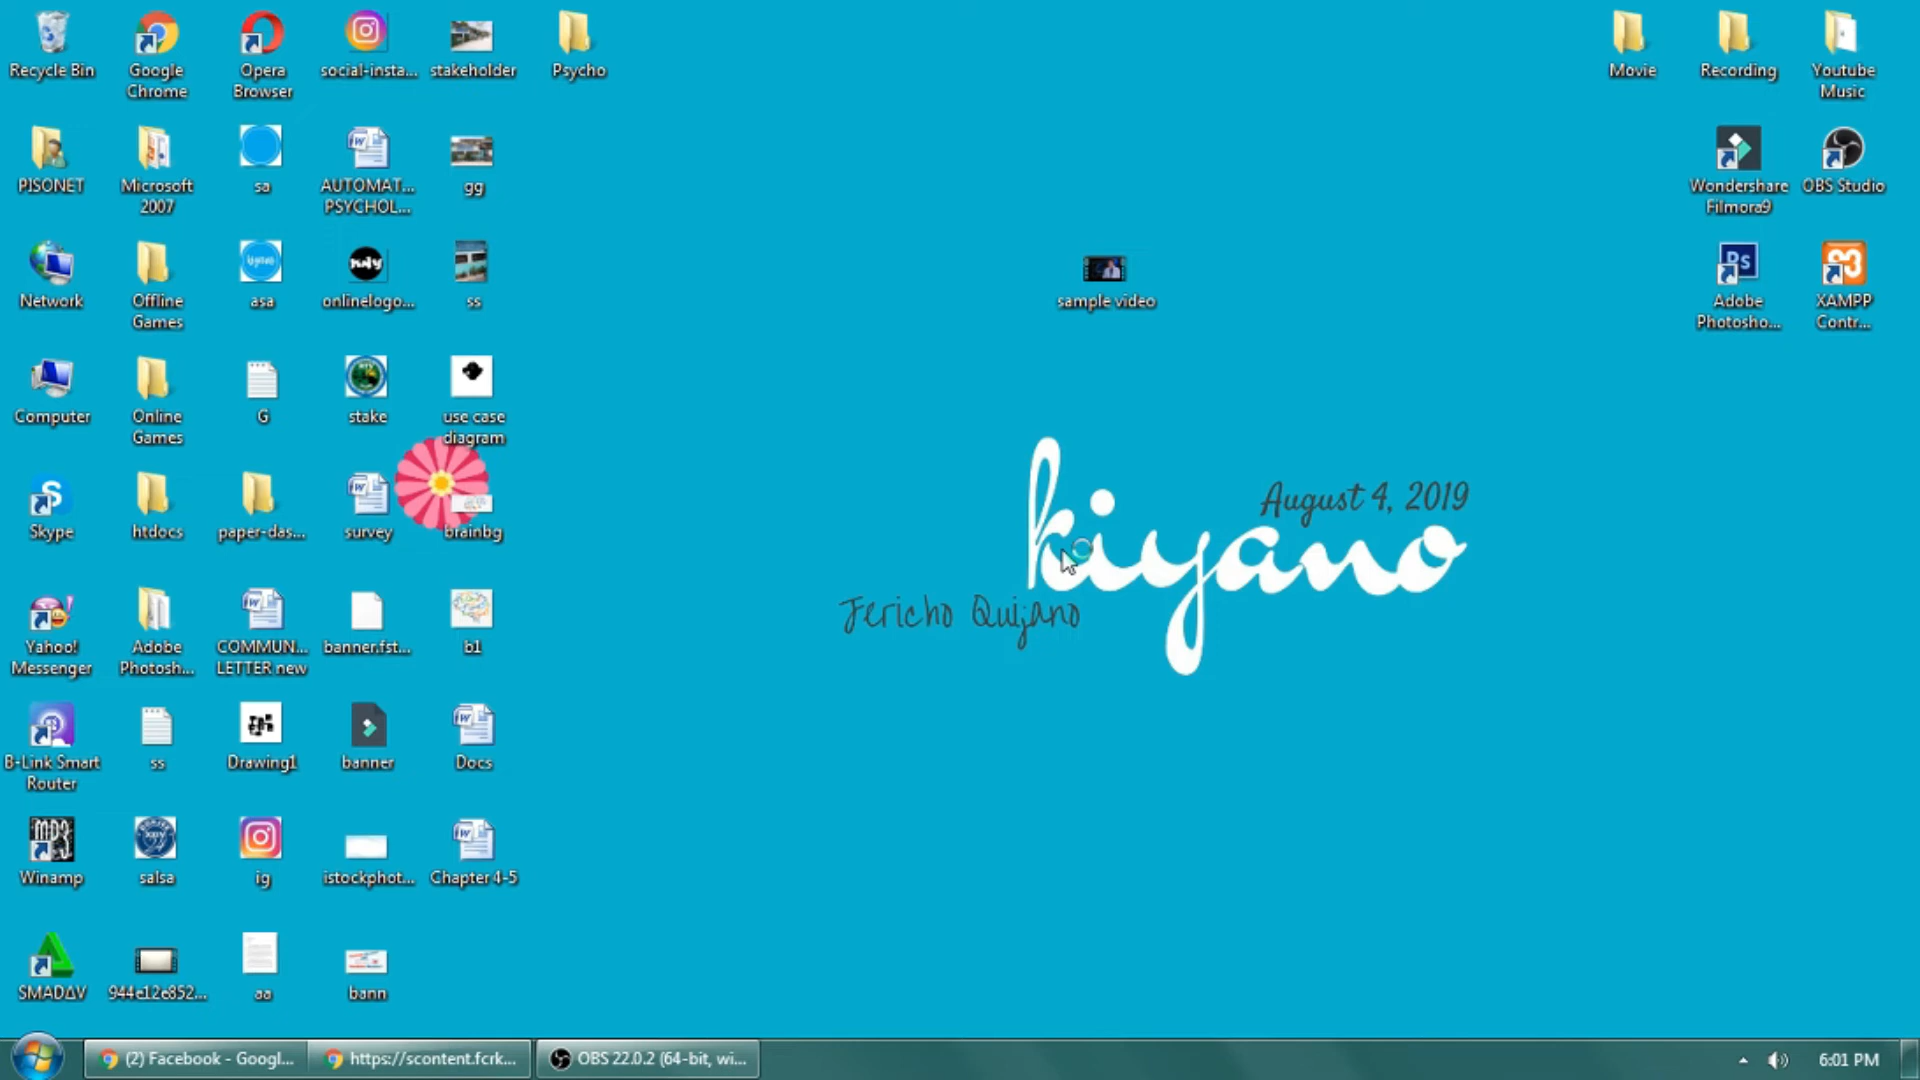 Recycle Bin
Google
Chrome
Opera
Browser
social-insta...
stakeholder
Psycho
Movie
Recording
Youtube
Music
PISONET
Microsoft
2007
sa
AUTOMAT...
PSYCHOL...
gg
Wondershare
Filmora9
OBS Studio
Network
Offline
Games
asa
onlinelogo...
ss
sample video
Ps
Adobe
Photosho...
XAMPP
Contr...
Computer
Online
Games
G
stake
use case
diagram
Skype
htdocs
paper-das...
survey
brainbg
kiyano
August 4, 2019
Jericho Quijano
Yahoo!
Messenger
Adobe
Photosh...
COMMUN...
LETTER new
banner.fst...
b1
B-Link Smart
Router
ss
Drawing1
banner
Docs
MP3
Winamp
salsa
ig
istockphot...
Chapter 4-5
SMADΔV
944e12e852...
aa
bann
(2) Facebook - Googl...
https://scontent.fcrk...
OBS 22.0.2 (64-bit, wi...
6:01 PM